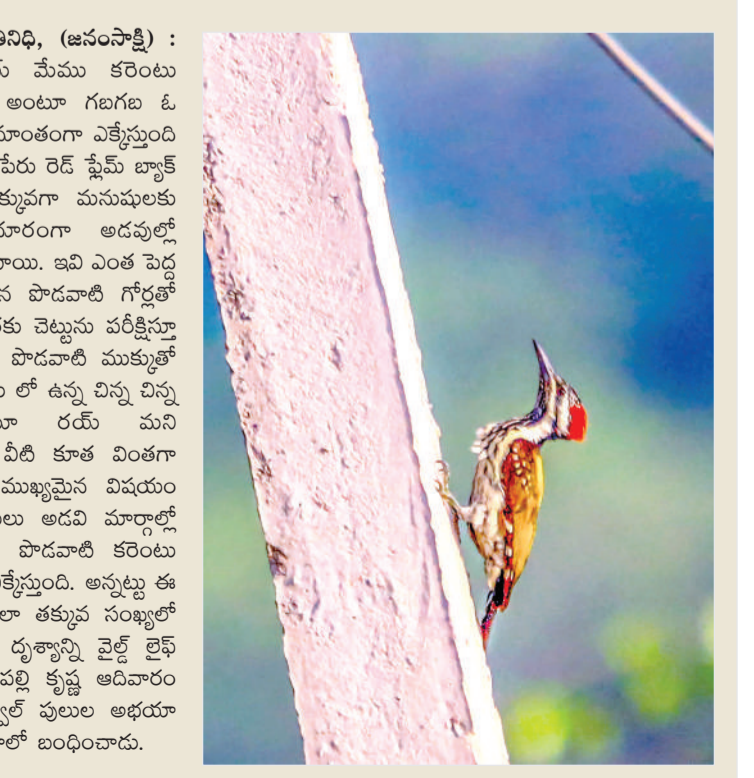 తినిధి, (జనంసాక్షి) :
మేము కరెంటు
అంటూ గబగబ ఓ
మాంతంగా ఎక్కేస్తుంది
పేరు రెడ్ ఫ్లేమ్ బ్యాక్
క్కువగా మనుషులకు
దూరంగా అడవుల్లో
తాయి. ఇవి ఎంత పెద్ద
న పొడవాటి గోర్లతో
రకు చెట్టును పరీక్షిస్తూ
పొడవాటి ముక్కుతో
లో ఉన్న చిన్న చిన్న
రయ్ మని
వీటి కూత వింతగా
ముఖ్యమైన విషయం
లు అడవి మార్గాల్లో
పొడవాటి కరెంటు
క్కేస్తుంది. అన్నట్టు ఈ
లా తక్కువ సంఖ్యలో
దృశ్యాన్ని వైల్డ్ లైఫ్
పల్లి కృష్ణ ఆదివారం
వ్వల్ పులుల అభయా
లో బంధించాడు.